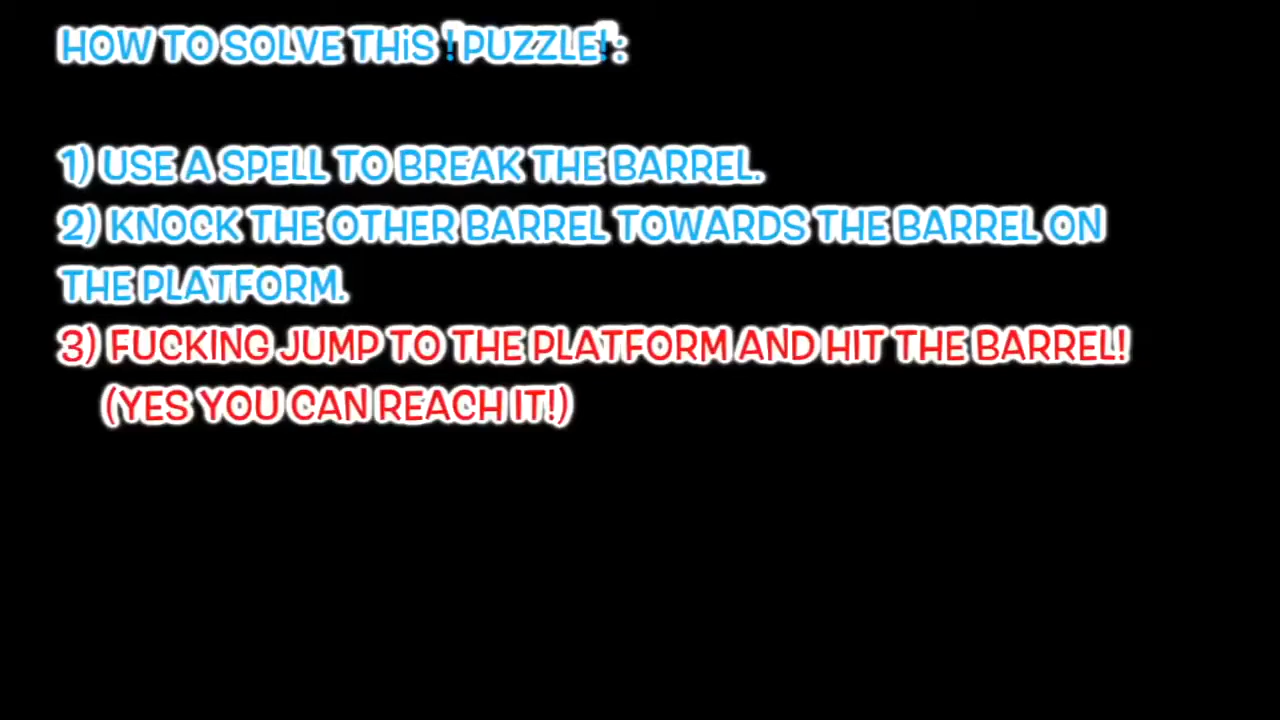 HOW TO SOLVE THiS "PUZZLE":
1) USE A SPELL TO BREAK THE BARREL.
2) KNOCK THE OTHER BARREL TOWARDS THE BARREL ON
THE PLATFORM.
3) FUCKING JUMP TO THE PLATFORM AND HIT THE BARREL!
(YES YOU CAN REACH IT!)